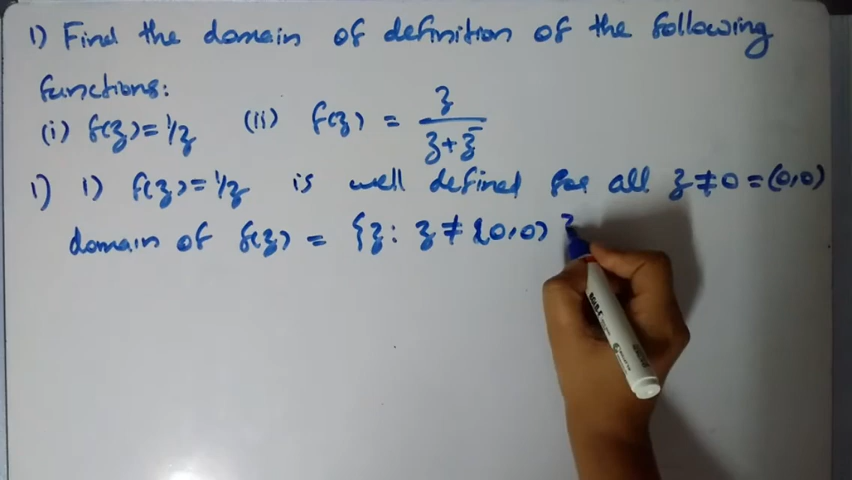 1) Find the domain of definition of the following
functions:
(i) f(z) = 1/z (ii) f(z) = z / z + z̄
1) 1) f(z) = 1/z is well defined for all z ≠ 0 = (0,0)
domain of f(z) = {z : z ≠ (0,0) }